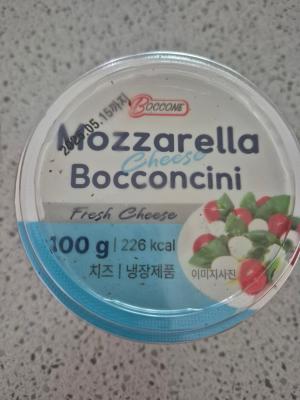 BOCCONE
Mozzarella
Cheese
Bocconcini
Fresh Cheese
100 g | 226 kcal
치즈 | 냉장제품
이미지사진
05.15까지